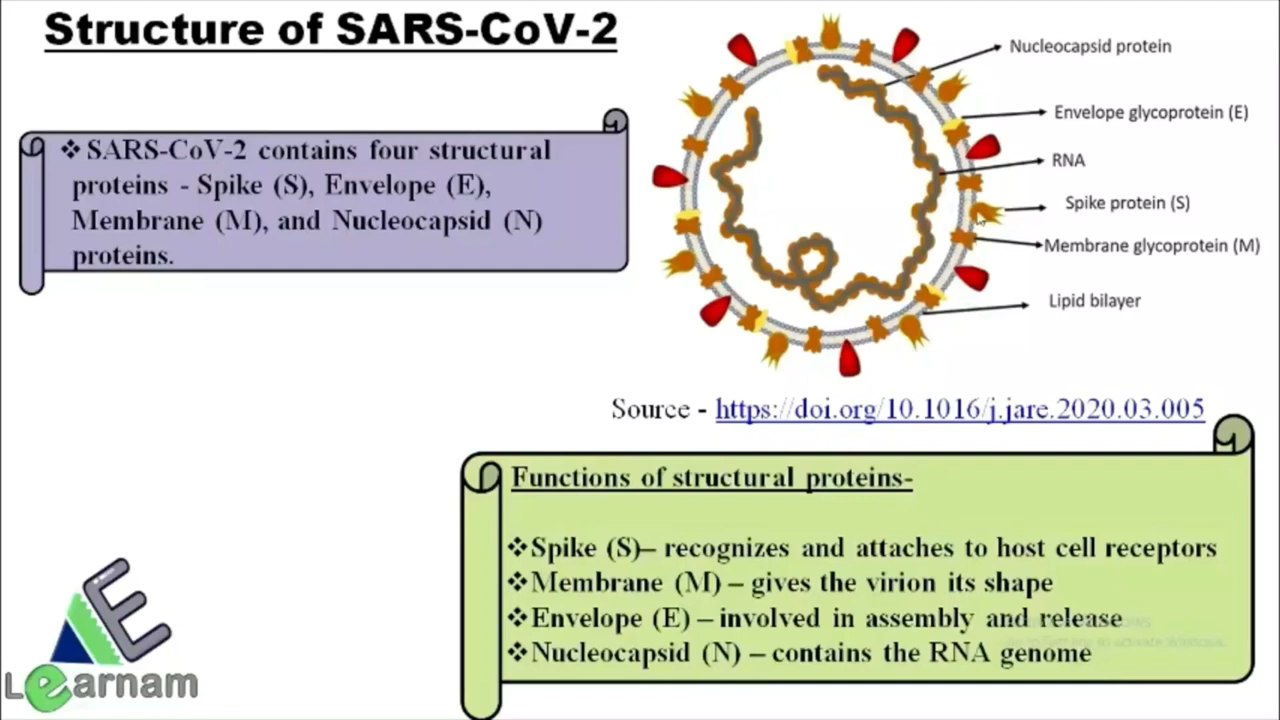 Structure of SARS-CoV-2
❖ SARS-CoV-2 contains four structural
proteins - Spike (S), Envelope (E),
Membrane (M), and Nucleocapsid (N)
proteins.
Nucleocapsid protein
Envelope glycoprotein (E)
RNA
Spike protein (S)
Membrane glycoprotein (M)
Lipid bilayer
Source - https://doi.org/10.1016/j.jare.2020.03.005
Functions of structural proteins-
❖Spike (S)– recognizes and attaches to host cell receptors
❖Membrane (M) – gives the virion its shape
❖Envelope (E) – involved in assembly and release
❖Nucleocapsid (N) – contains the RNA genome
E
Learnam